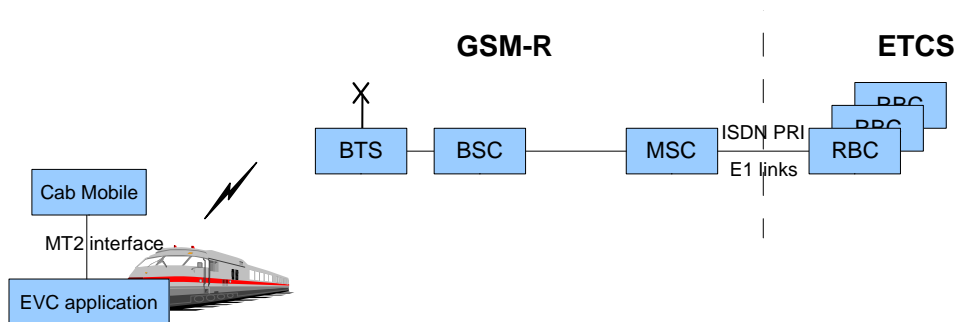 GSM-R
ETCS
RBC
RBC
BTS
BSC
MSC
ISDN PRI
E1 links
RBC
Cab Mobile
MT2 interface
EVC application